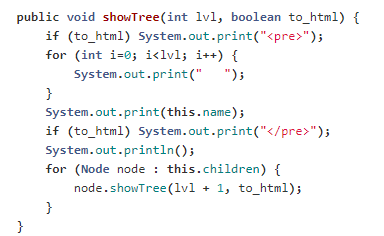 public void showTree(int lvl, boolean to_html) {
    if (to_html) System.out.print("<pre>");
    for (int i=0; i<lvl; i++) {
        System.out.print("   ");
    }
    System.out.print(this.name);
    if (to_html) System.out.print("</pre>");
    System.out.println();
    for (Node node : this.children) {
        node.showTree(lvl + 1, to_html);
    }
}